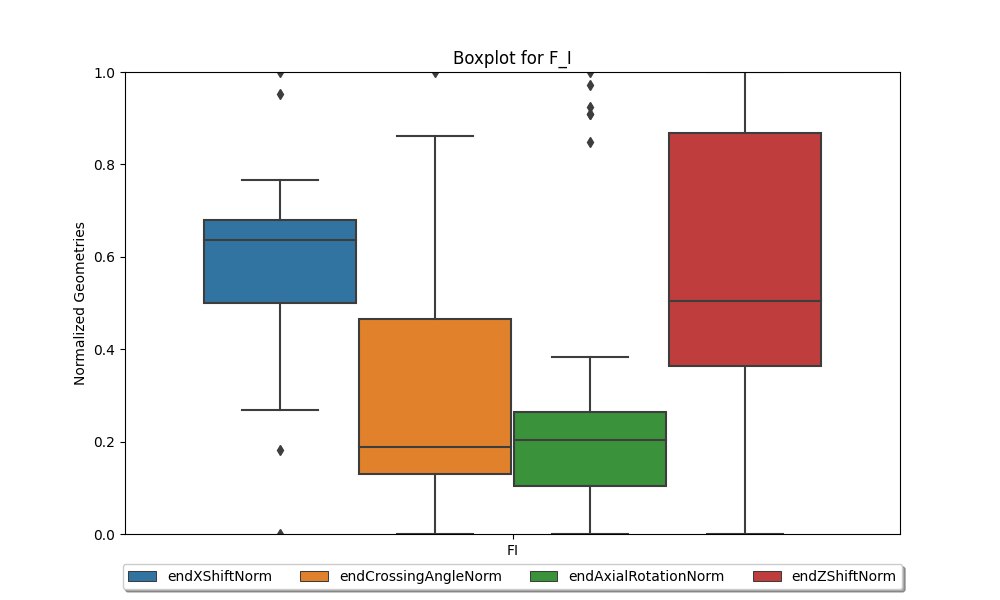 Boxplot for F_I
Normalized Geometries
1.0
0.8
0.6
0.4
0.2
0.0
FI
endXShiftNorm endCrossingAngleNorm endAxialRotationNorm endZShiftNorm